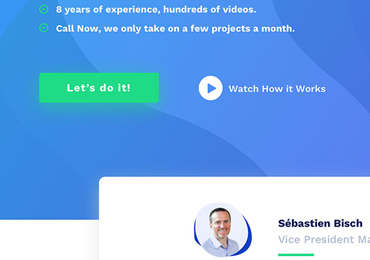 8 years of experience, hundreds of videos.
Call Now, we only take on a few projects a month.
Let's do it!
Watch How it Works
Sébastien Bisch
Vice President